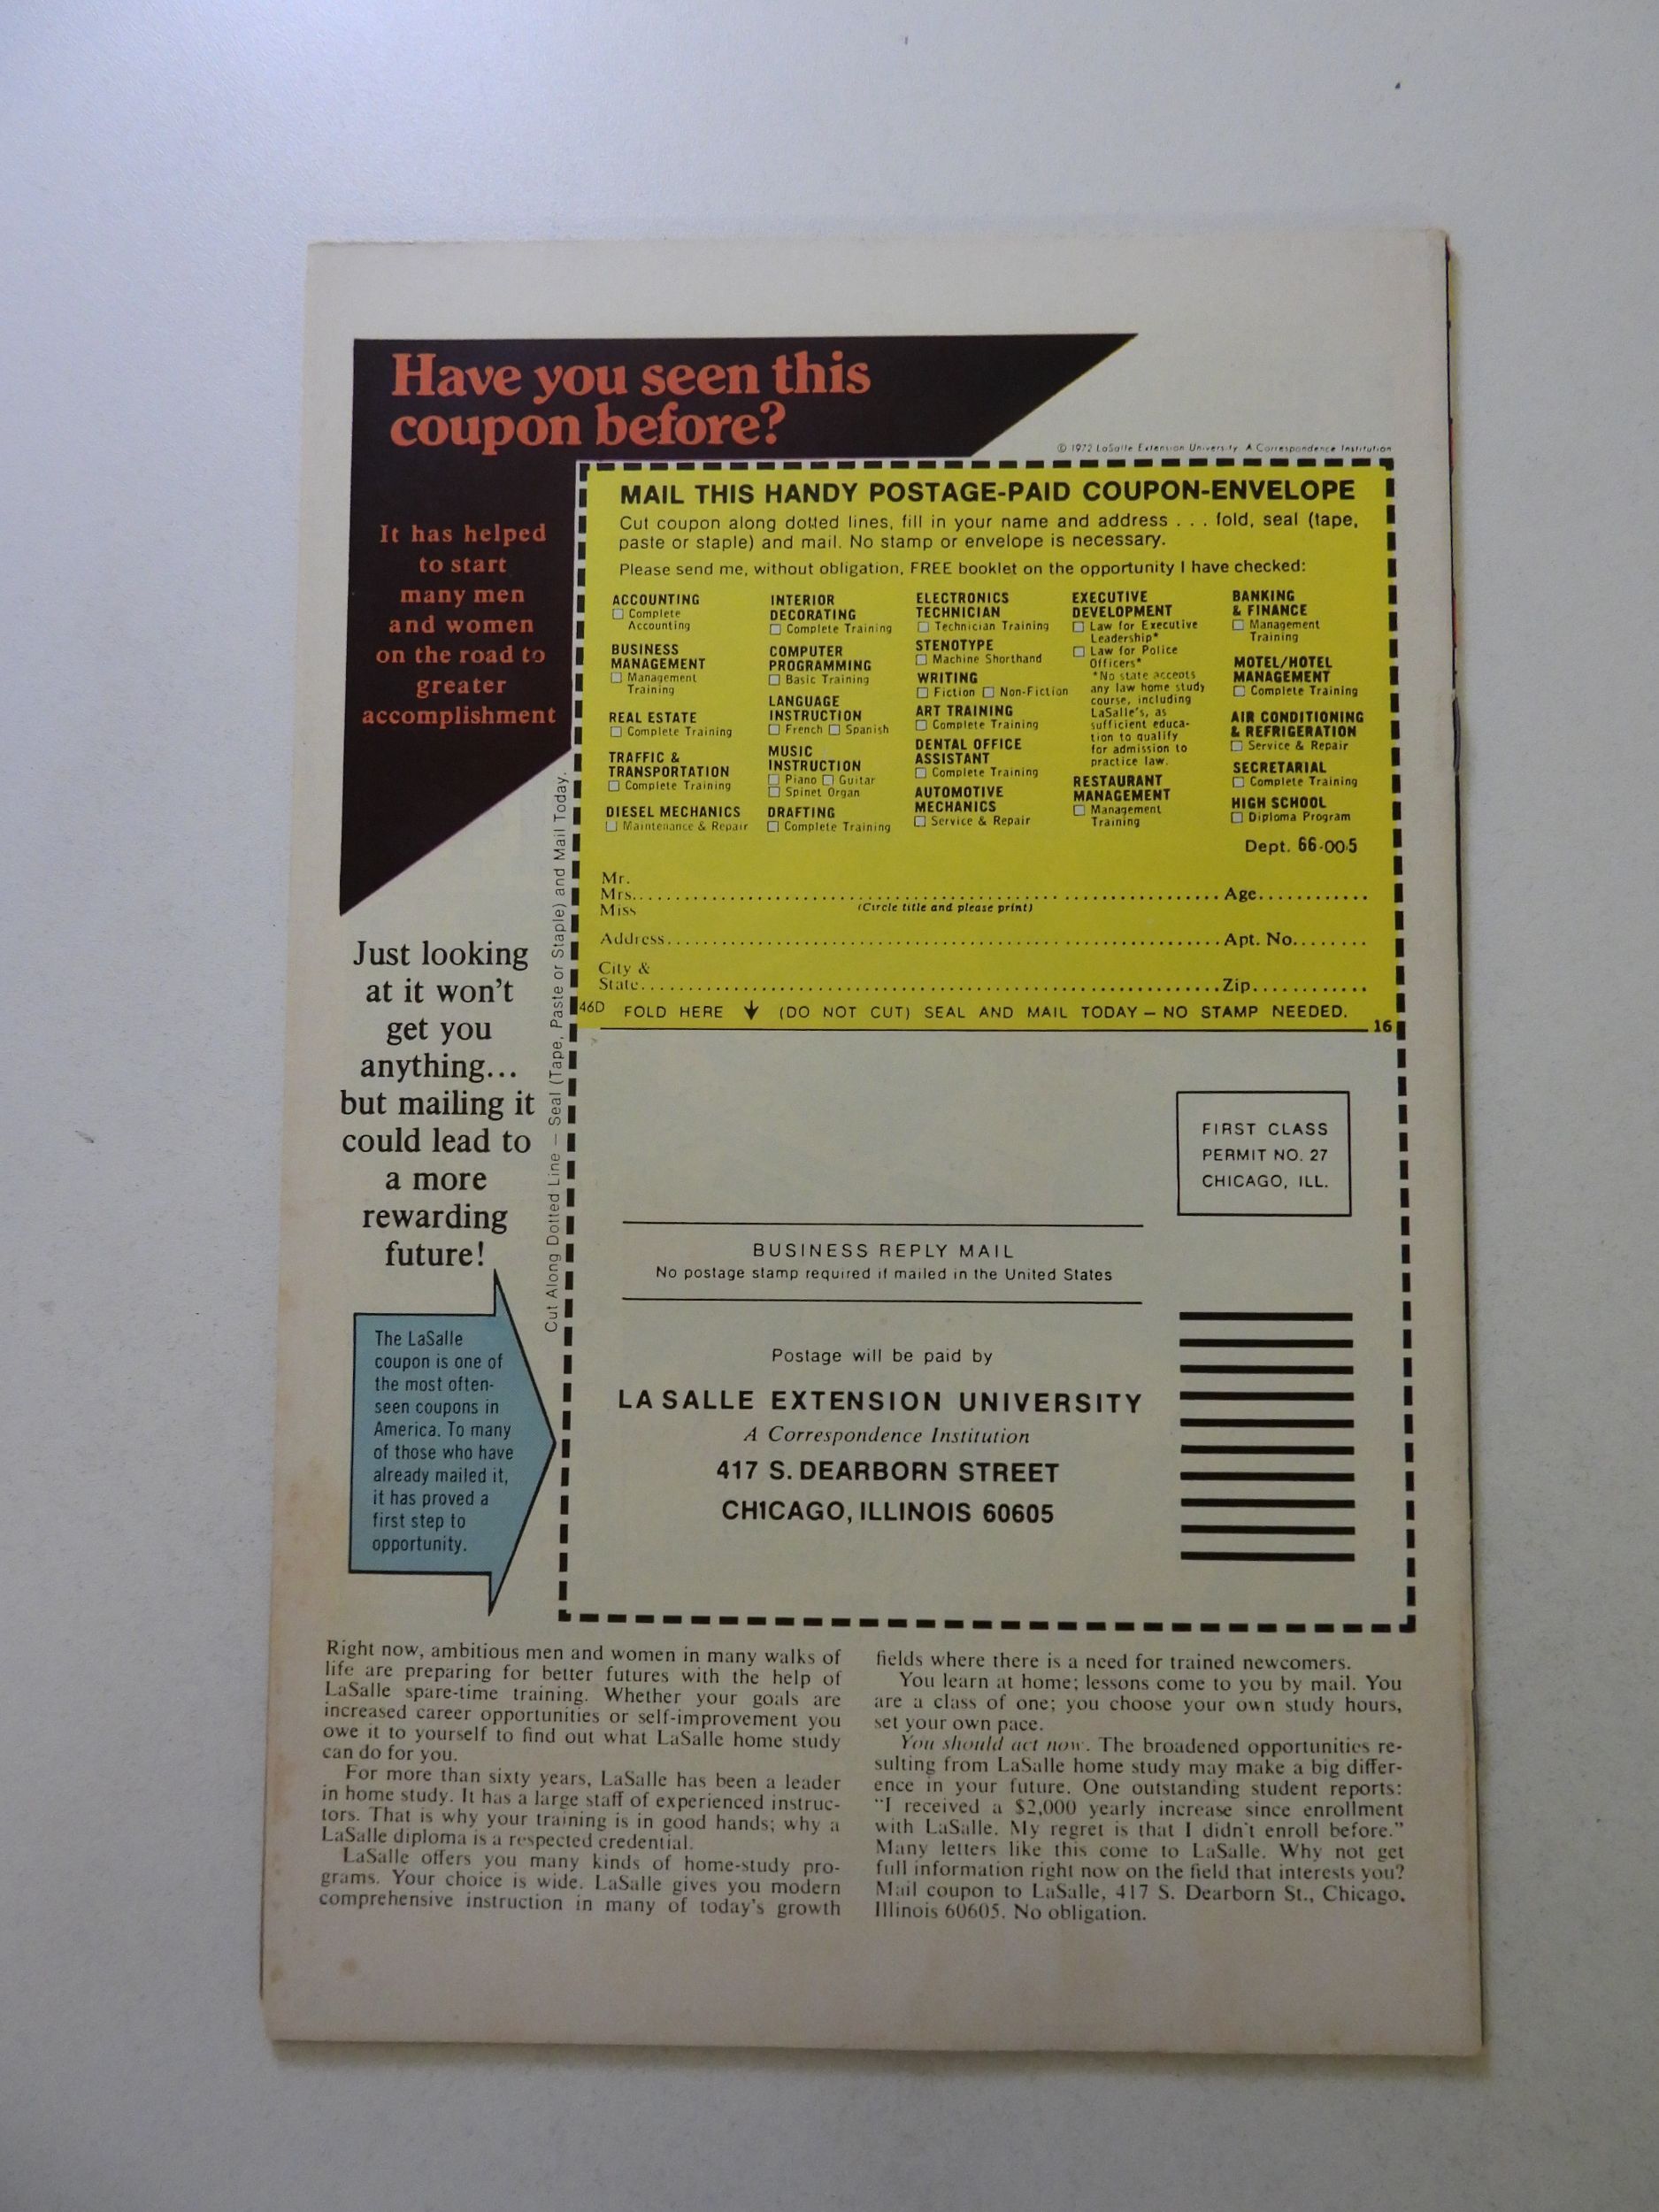 Have you seen this
coupon before?
© 1972 LaSalle Extension University A Correspondence Institution
It has helped
to start
many men
and women
on the road to
greater
accomplishment
Just looking
at it won't
get you
anything...
but mailing it
could lead to
a more
rewarding
future!
The LaSalle
coupon is one of
the most often-
seen coupons in
America. To many
of those who have
already mailed it,
it has proved a
first step to
opportunity.
Cut Along Dotted Line — Seal (Tape, Paste or Staple) and Mail Today.
MAIL THIS HANDY POSTAGE-PAID COUPON-ENVELOPE
Cut coupon along dotted lines, fill in your name and address . . . fold, seal (tape,
paste or staple) and mail. No stamp or envelope is necessary.
Please send me, without obligation, FREE booklet on the opportunity I have checked:
ACCOUNTING
Complete
Accounting
BUSINESS
MANAGEMENT
Management
Training
REAL ESTATE
Complete Training
TRAFFIC &
TRANSPORTATION
Complete Training
DIESEL MECHANICS
Maintenance & Repair
INTERIOR
DECORATING
Complete Training
COMPUTER
PROGRAMMING
Basic Training
LANGUAGE
INSTRUCTION
French Spanish
MUSIC
INSTRUCTION
Piano Guitar
Spinet Organ
DRAFTING
Complete Training
ELECTRONICS
TECHNICIAN
Technician Training
STENOTYPE
Machine Shorthand
WRITING
Fiction Non-Fiction
ART TRAINING
Complete Training
DENTAL OFFICE
ASSISTANT
Complete Training
AUTOMOTIVE
MECHANICS
Service & Repair
EXECUTIVE
DEVELOPMENT
Law for Executive
Leadership*
Law for Police
Officers*
*No state accepts
any law home study
course, including
LaSalle's, as
sufficient educa-
tion to qualify
for admission to
practice law.
RESTAURANT
MANAGEMENT
Management
Training
BANKING
& FINANCE
Management
Training
MOTEL/HOTEL
MANAGEMENT
Complete Training
AIR CONDITIONING
& REFRIGERATION
Service & Repair
SECRETARIAL
Complete Training
HIGH SCHOOL
Diploma Program
Dept. 66-005
Mr.
Mrs. Age
Miss (Circle title and please print)
Address Apt. No.
City &
State Zip
46D FOLD HERE (DO NOT CUT) SEAL AND MAIL TODAY — NO STAMP NEEDED.
16
FIRST CLASS
PERMIT NO. 27
CHICAGO, ILL.
BUSINESS REPLY MAIL
No postage stamp required if mailed in the United States
Postage will be paid by
LA SALLE EXTENSION UNIVERSITY
A Correspondence Institution
417 S. DEARBORN STREET
CHICAGO, ILLINOIS 60605
Right now, ambitious men and women in many walks of
life are preparing for better futures with the help of
LaSalle spare-time training. Whether your goals are
increased career opportunities or self-improvement you
owe it to yourself to find out what LaSalle home study
can do for you.
For more than sixty years, LaSalle has been a leader
in home study. It has a large staff of experienced instruc-
tors. That is why your training is in good hands; why a
LaSalle diploma is a respected credential.
LaSalle offers you many kinds of home-study pro-
grams. Your choice is wide. LaSalle gives you modern
comprehensive instruction in many of today's growth
fields where there is a need for trained newcomers.
You learn at home; lessons come to you by mail. You
are a class of one; you choose your own study hours,
set your own pace.
You should act now. The broadened opportunities re-
sulting from LaSalle home study may make a big differ-
ence in your future. One outstanding student reports:
"I received a $2,000 yearly increase since enrollment
with LaSalle. My regret is that I didn't enroll before."
Many letters like this come to LaSalle. Why not get
full information right now on the field that interests you?
Mail coupon to LaSalle, 417 S. Dearborn St., Chicago,
Illinois 60605. No obligation.